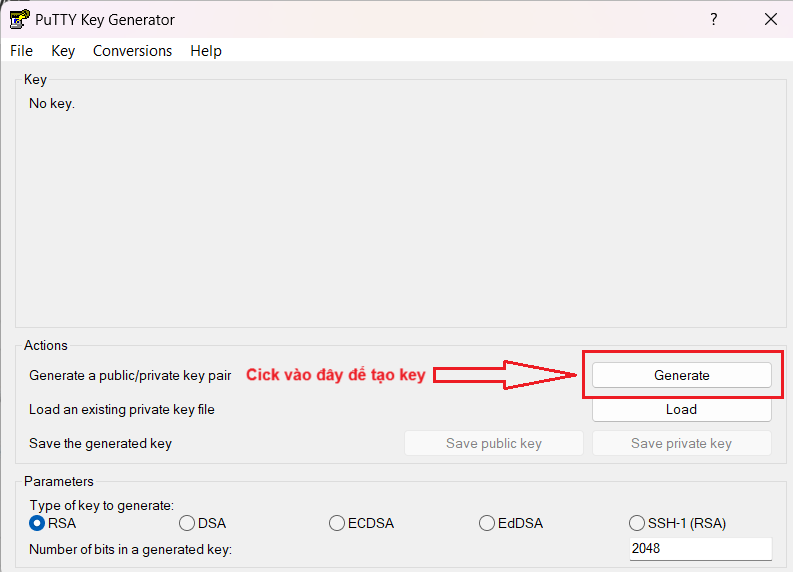 PuTTY Key Generator
File Key Conversions Help
Key
No key.
Actions
Generate a public/private key pair Cick vào đây để tạo key Generate
Load an existing private key file Load
Save the generated key Save public key Save private key
Parameters
Type of key to generate:
RSA DSA ECDSA EdDSA SSH-1 (RSA)
Number of bits in a generated key: 2048